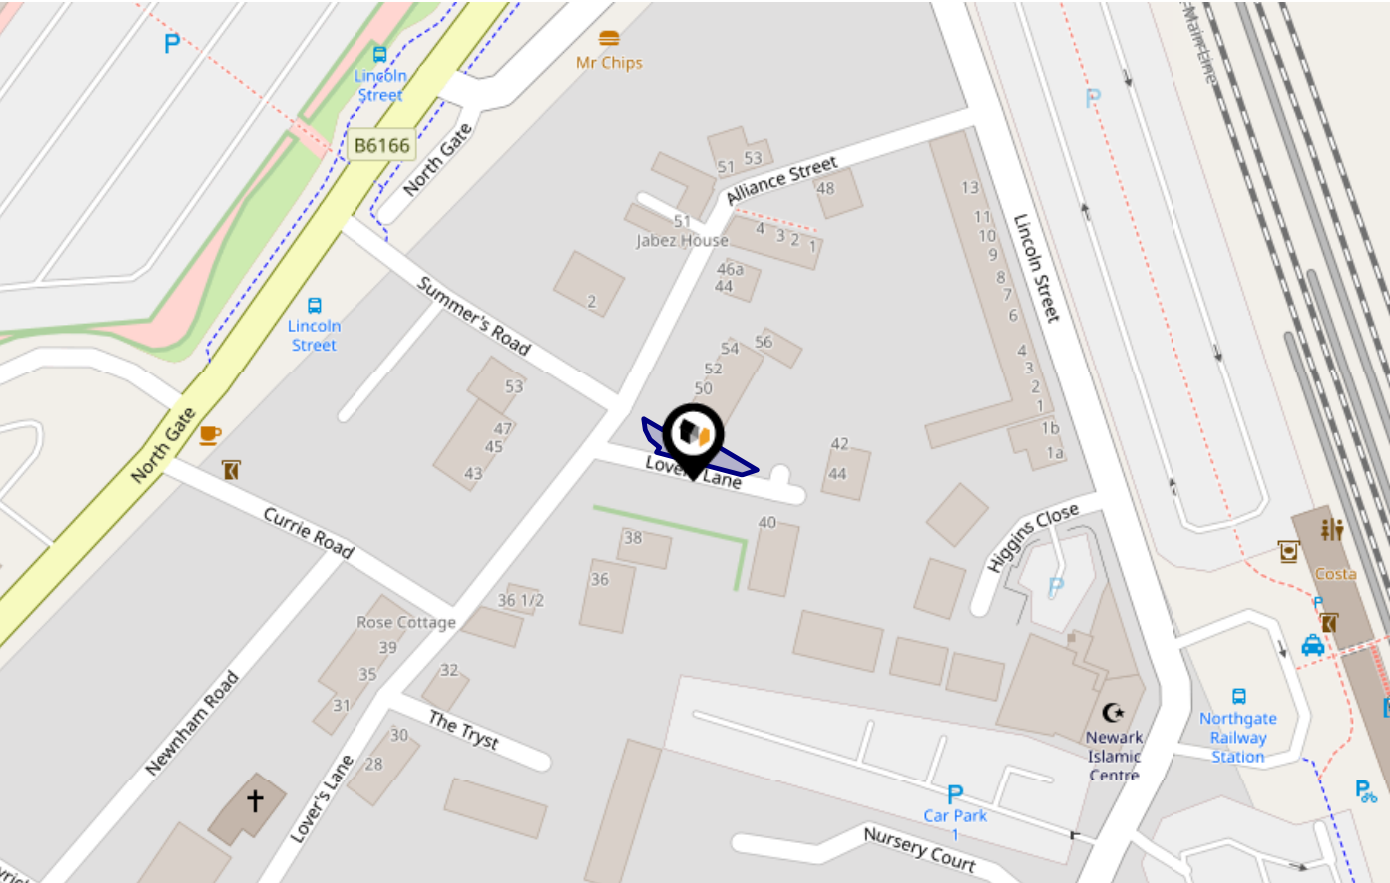 P
Lincoln
Street
Mr Chips
Main Line
P
B6166
North Gate
51
53
Alliance Street
48
13
11
10
9
8
7
6
4
3
2
1
1b
1a
Lincoln Street
51
Jabez House
4
3
2
1
46a
44
2
Summer's Road
Lincoln
Street
54
56
52
50
53
47
45
43
North Gate
42
44
Lover's Lane
Currie Road
40
38
36
36 1/2
Higgins Close
P
Costa
P
Rose Cottage
39
35
31
32
30
28
The Tryst
Newnham Road
Lover's Lane
Newark
Islamic
Centre
Northgate
Railway
Station
P
P
Car Park
1
Nursery Court